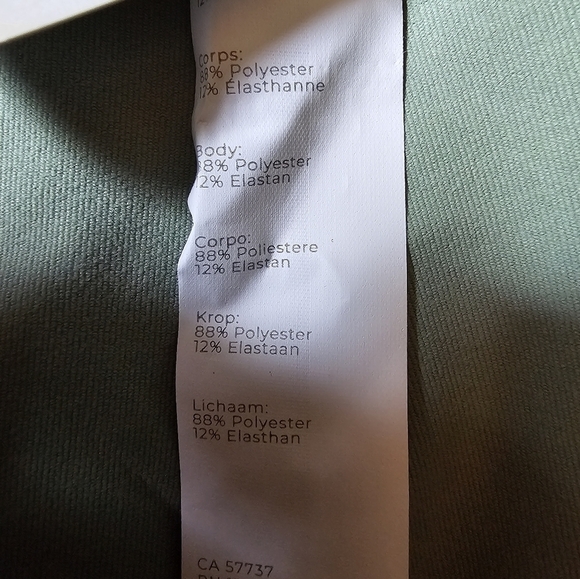 Corps:
88% Polyester
12% Élasthanne
Body:
88% Polyester
12% Elastan
Corpo:
88% Poliestere
12% Elastan
Krop:
88% Polyester
12% Elastaan
Lichaam:
88% Polyester
12% Elasthan
CA 57737